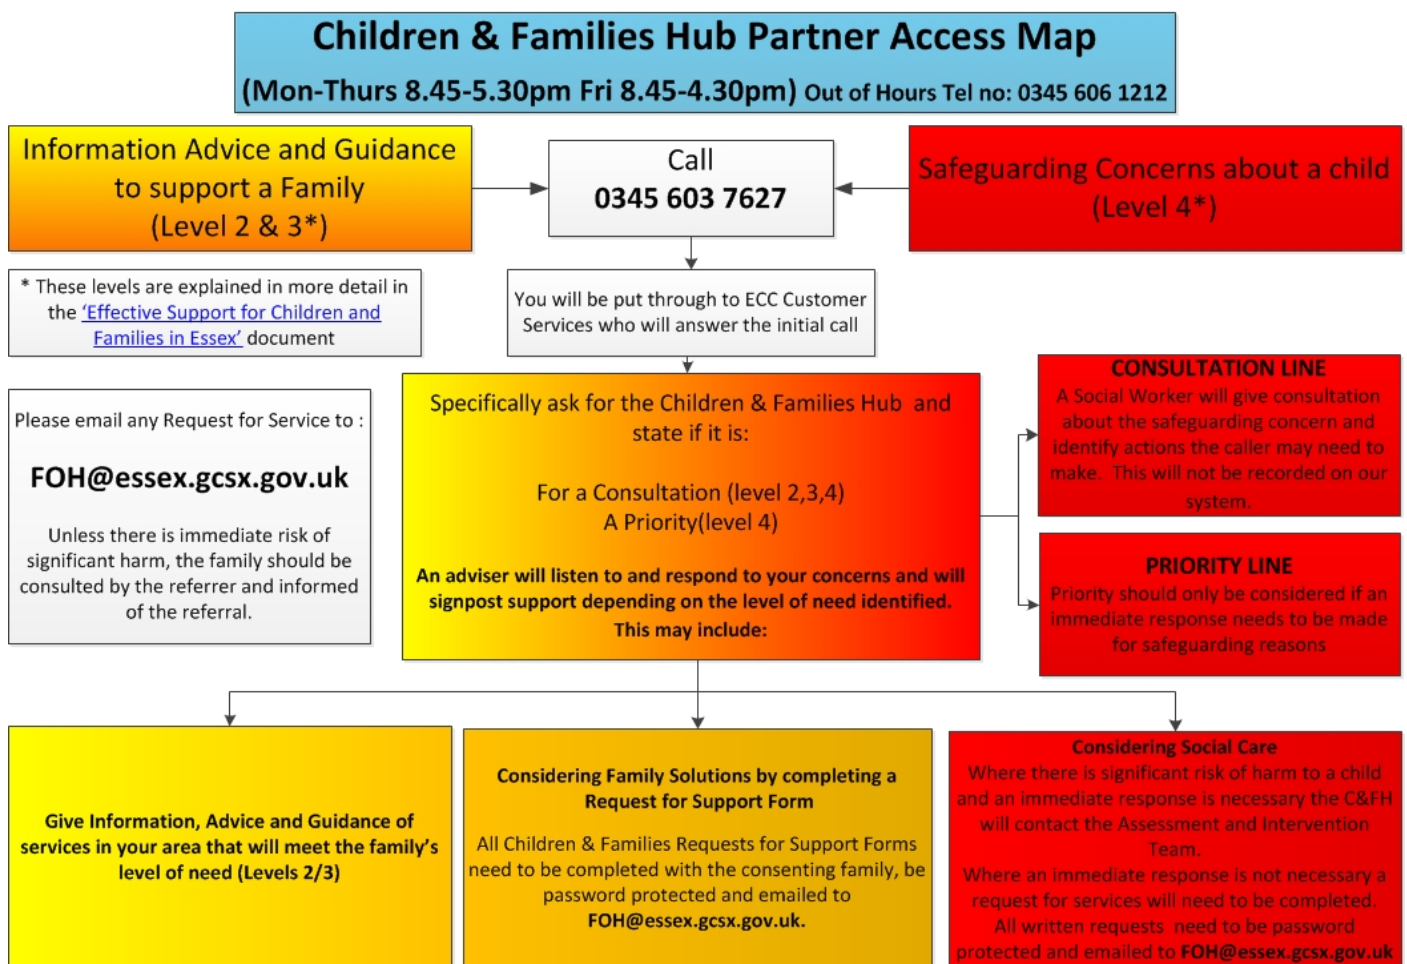 Children & Families Hub Partner Access Map
(Mon-Thurs 8.45-5.30pm Fri 8.45-4.30pm) Out of Hours Tel no: 0345 606 1212
Information Advice and Guidance
to support a Family
(Level 2 & 3*)
Call
0345 603 7627
Safeguarding Concerns about a child
(Level 4*)
* These levels are explained in more detail in
the 'Effective Support for Children and
Families in Essex' document
You will be put through to ECC Customer
Services who will answer the initial call
Please email any Request for Service to :
FOH@essex.gcsx.gov.uk
Unless there is immediate risk of
significant harm, the family should be
consulted by the referrer and informed
of the referral.
Specifically ask for the Children & Families Hub and
state if it is:
For a Consultation (level 2,3,4)
A Priority(level 4)
An adviser will listen to and respond to your concerns and will
signpost support depending on the level of need identified.
This may include:
CONSULTATION LINE
A Social Worker will give consultation
about the safeguarding concern and
identify actions the caller may need to
make. This will not be recorded on our
system.
PRIORITY LINE
Priority should only be considered if an
immediate response needs to be made
for safeguarding reasons
Give Information, Advice and Guidance of
services in your area that will meet the family's
level of need (Levels 2/3)
Considering Family Solutions by completing a
Request for Support Form
All Children & Families Requests for Support Forms
need to be completed with the consenting family, be
password protected and emailed to
FOH@essex.gcsx.gov.uk.
Considering Social Care
Where there is significant risk of harm to a child
and an immediate response is necessary the C&FH
will contact the Assessment and Intervention
Team.
Where an immediate response is not necessary a
request for services will need to be completed.
All written requests need to be password
protected and emailed to FOH@essex.gcsx.gov.uk